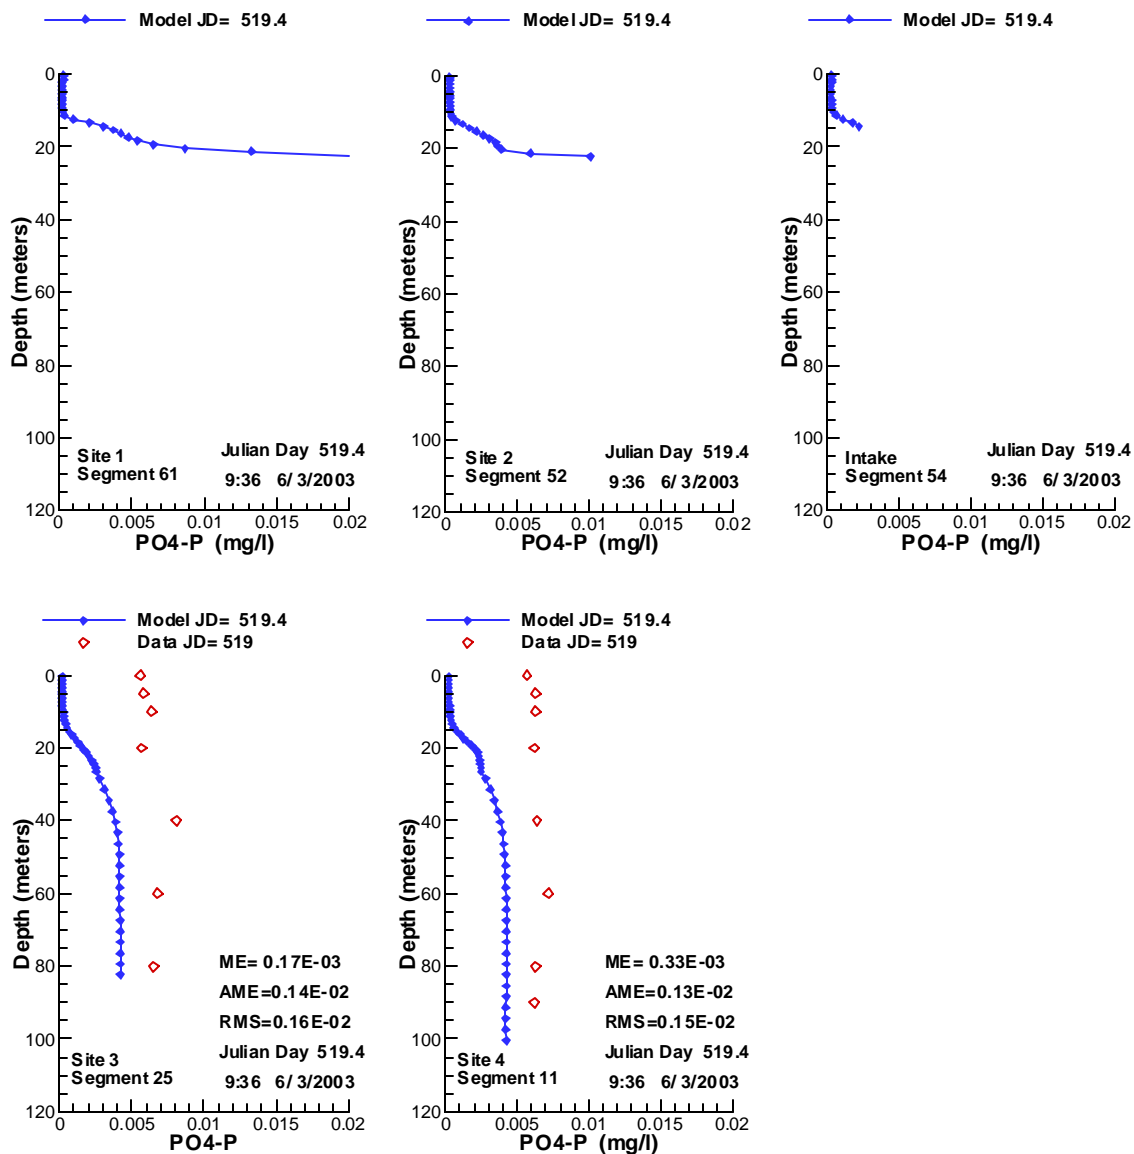 Model JD= 519.4
0
20
40
60
80
100
120
Depth (meters)
Site 1
Segment 61
Julian Day 519.4
9:36 6/ 3/2003
0 0.005 0.01 0.015 0.02
PO4-P (mg/l)
Model JD= 519.4
0
20
40
60
80
100
120
Depth (meters)
Site 2
Segment 52
Julian Day 519.4
9:36 6/ 3/2003
0 0.005 0.01 0.015 0.02
PO4-P (mg/l)
Model JD= 519.4
0
20
40
60
80
100
120
Depth (meters)
Intake
Segment 54
Julian Day 519.4
9:36 6/ 3/2003
0 0.005 0.01 0.015 0.02
PO4-P (mg/l)
Model JD= 519.4
Data JD= 519
0
20
40
60
80
100
120
Depth (meters)
ME= 0.17E-03
AME=0.14E-02
RMS=0.16E-02
Site 3
Segment 25
Julian Day 519.4
9:36 6/ 3/2003
0 0.005 0.01 0.015 0.02
PO4-P
Model JD= 519.4
Data JD= 519
0
20
40
60
80
100
120
Depth (meters)
ME= 0.33E-03
AME=0.13E-02
RMS=0.15E-02
Site 4
Segment 11
Julian Day 519.4
9:36 6/ 3/2003
0 0.005 0.01 0.015 0.02
PO4-P (mg/l)